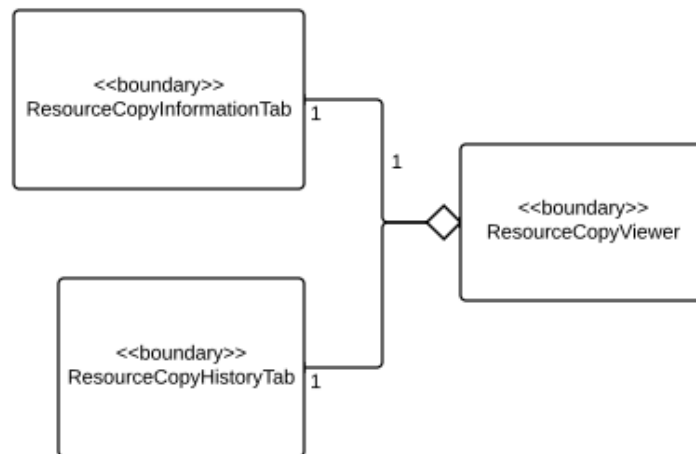 <<boundary>>
ResourceCopyInformationTab
1
1
<<boundary>>
ResourceCopyViewer
<<boundary>>
ResourceCopyHistoryTab
1